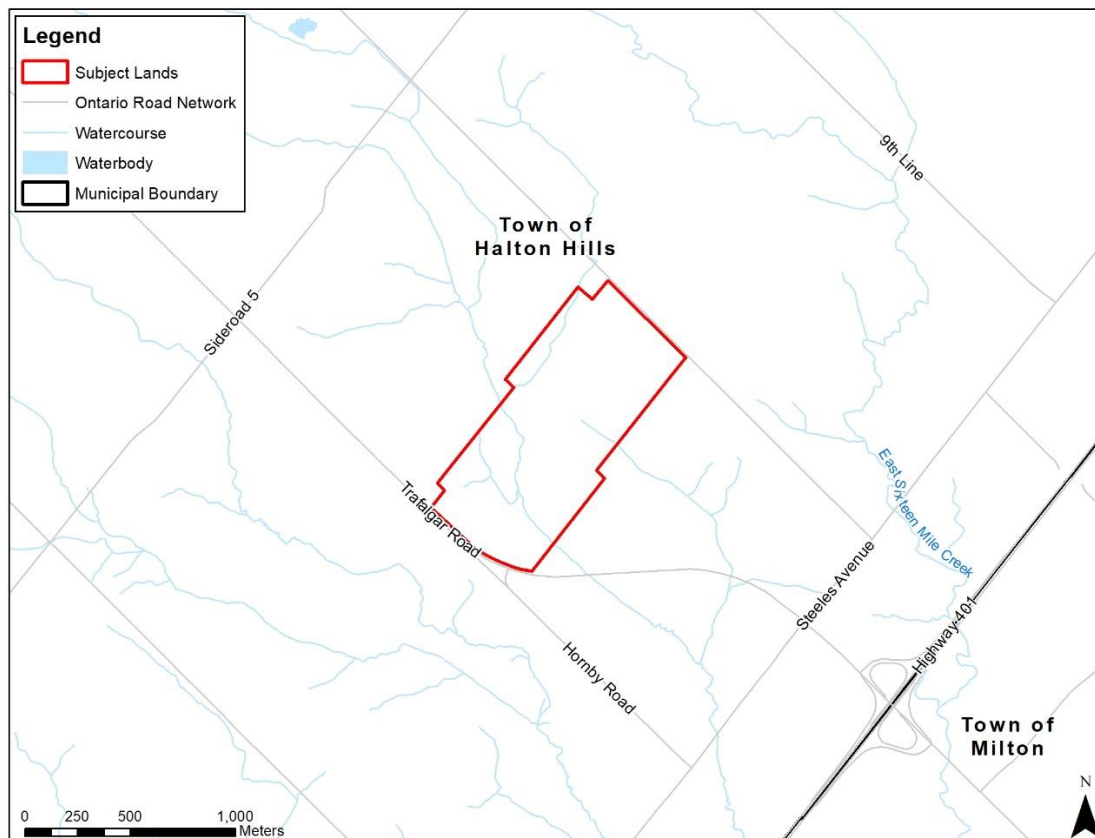 Legend
Subject Lands
Ontario Road Network
Watercourse
Waterbody
Municipal Boundary
9th Line
Town of
Halton Hills
Sideroad 5
Trafalgar Road
East Sixteen Mile Creek
Steeles Avenue
Highway 401
Hornby Road
Town of
Milton
N
0 250 500 1,000
Meters